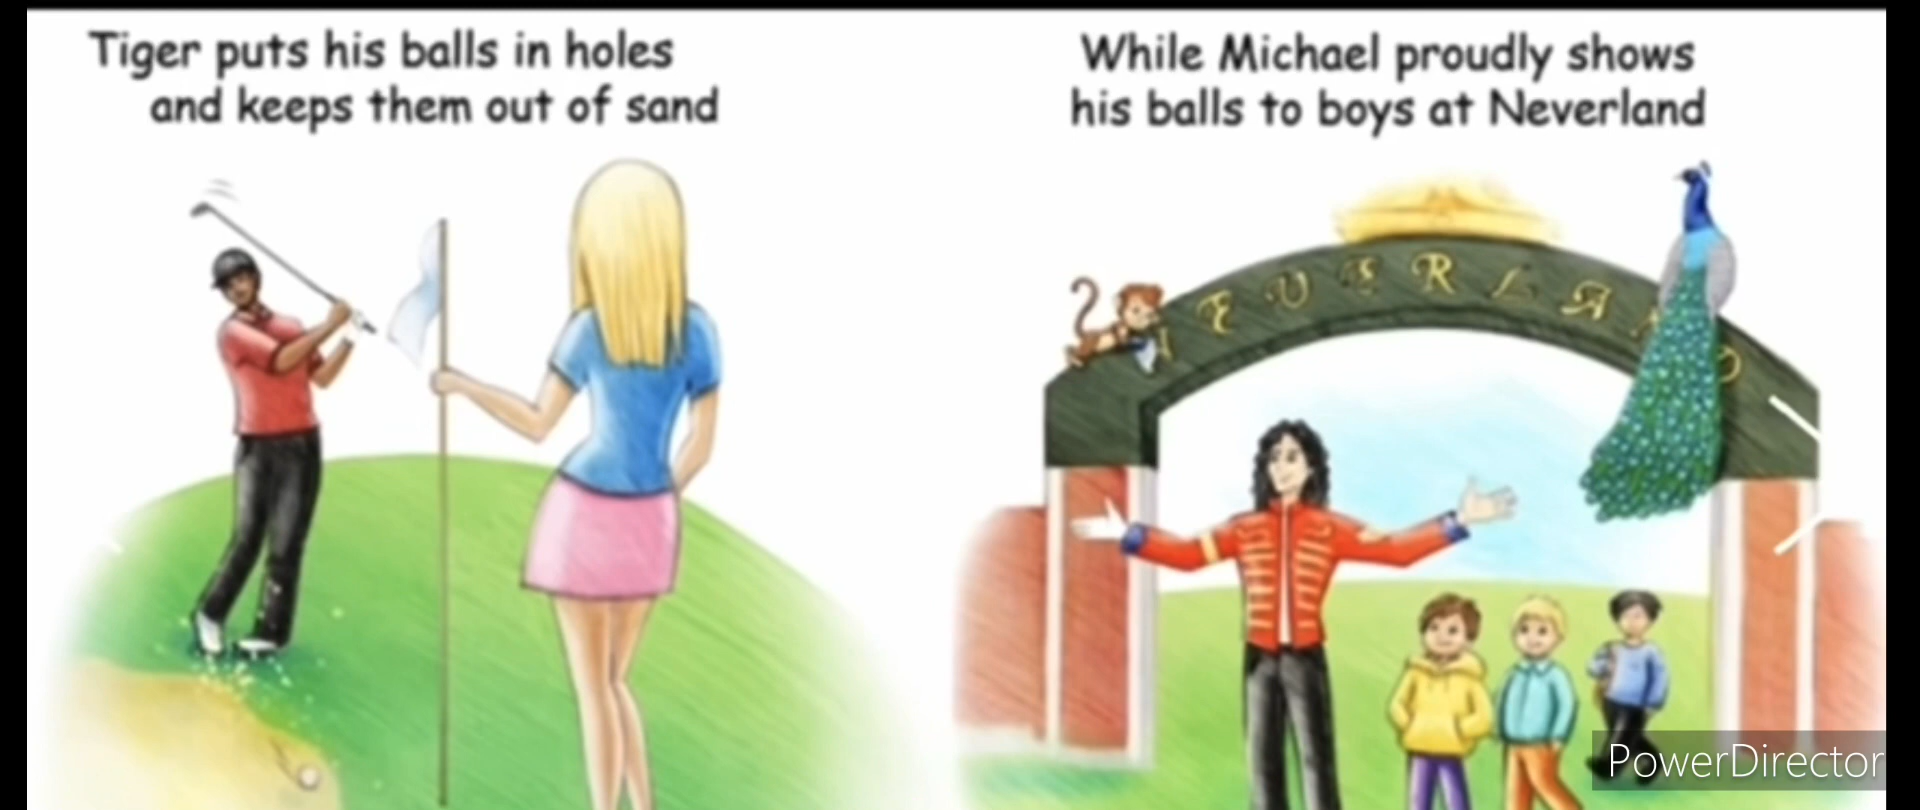 Tiger puts his balls in holes
and keeps them out of sand
While Michael proudly shows
his balls to boys at Neverland
NEVERLAND
PowerDirector